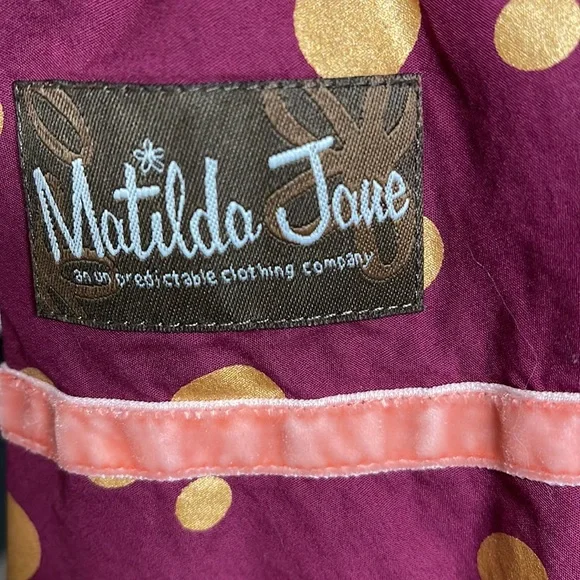 Matilda Jane
an unpredictable clothing company